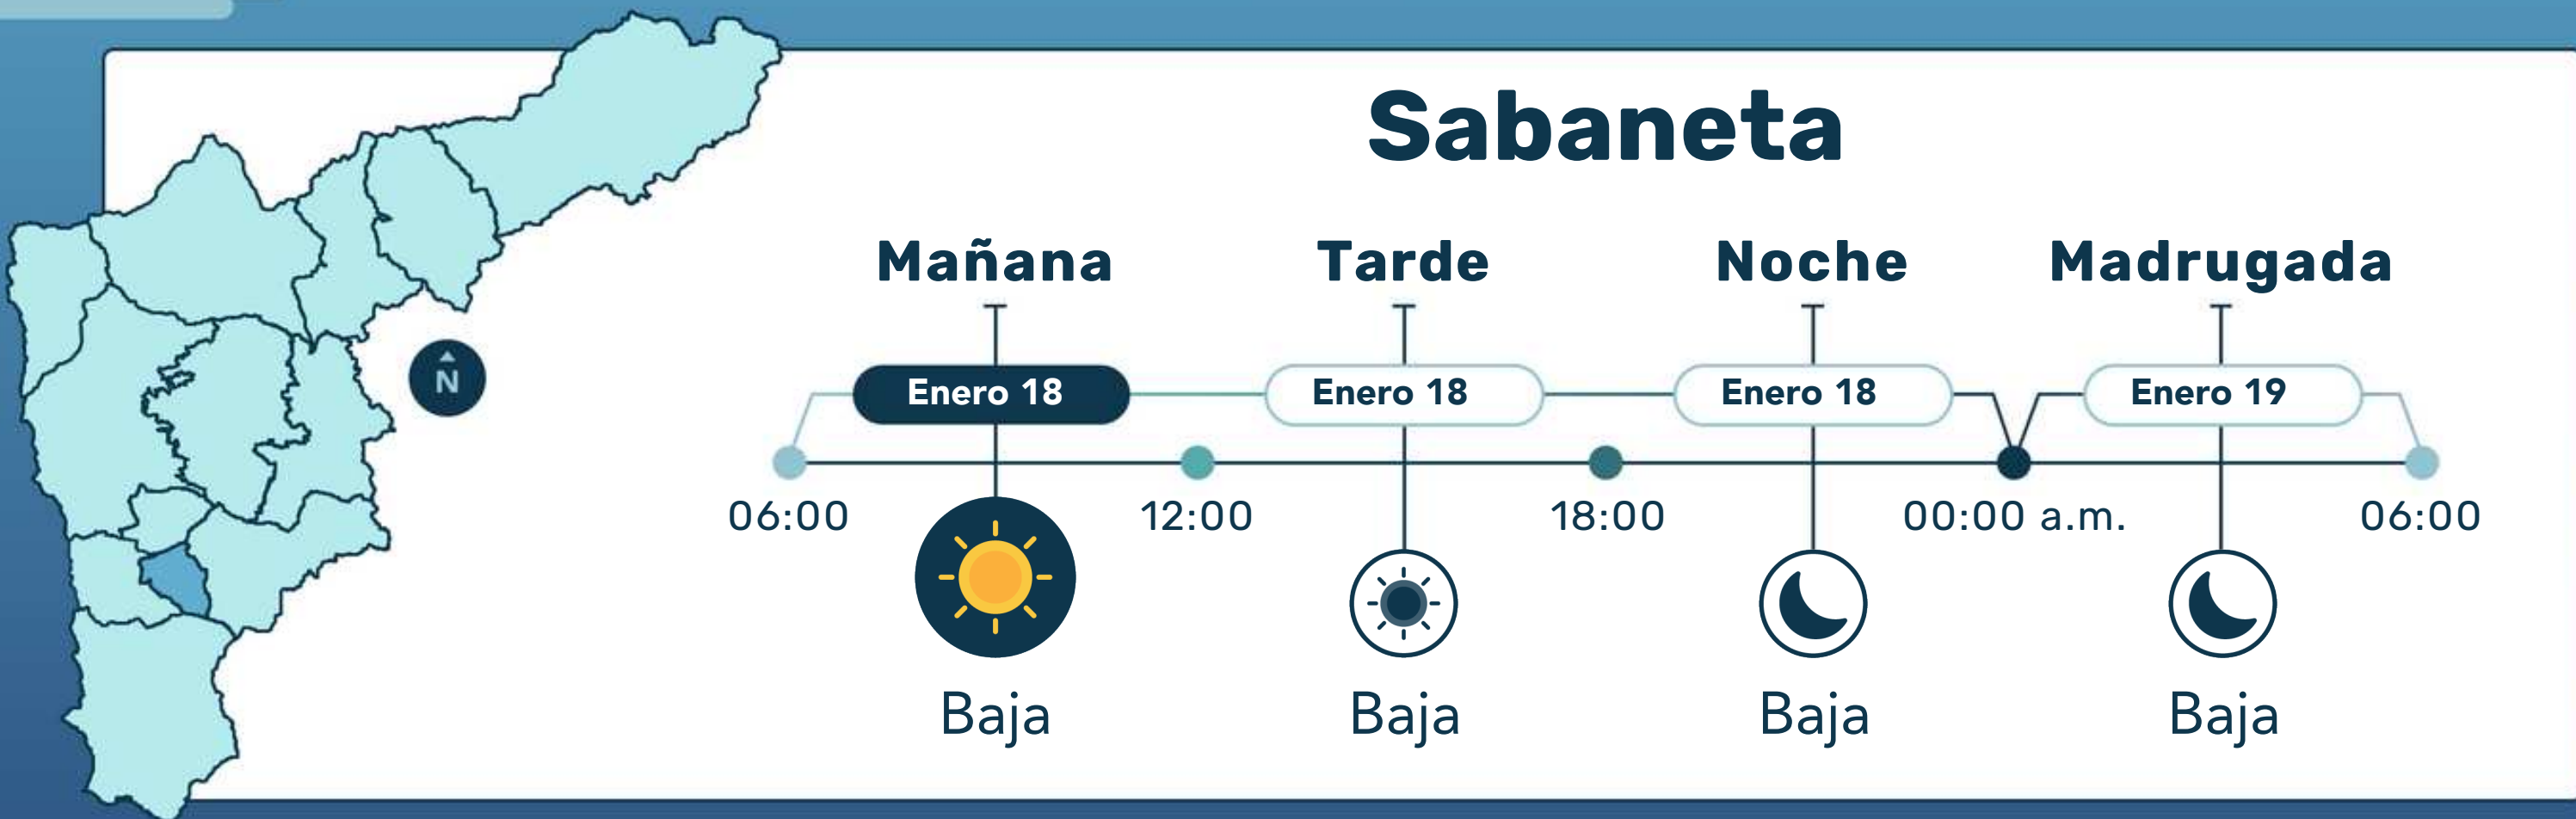 Sabaneta
Mañana Tarde Noche Madrugada
Enero 18 Enero 18 Enero 18 Enero 19
N
06:00 12:00 18:00 00:00 a.m. 06:00
Baja Baja Baja Baja